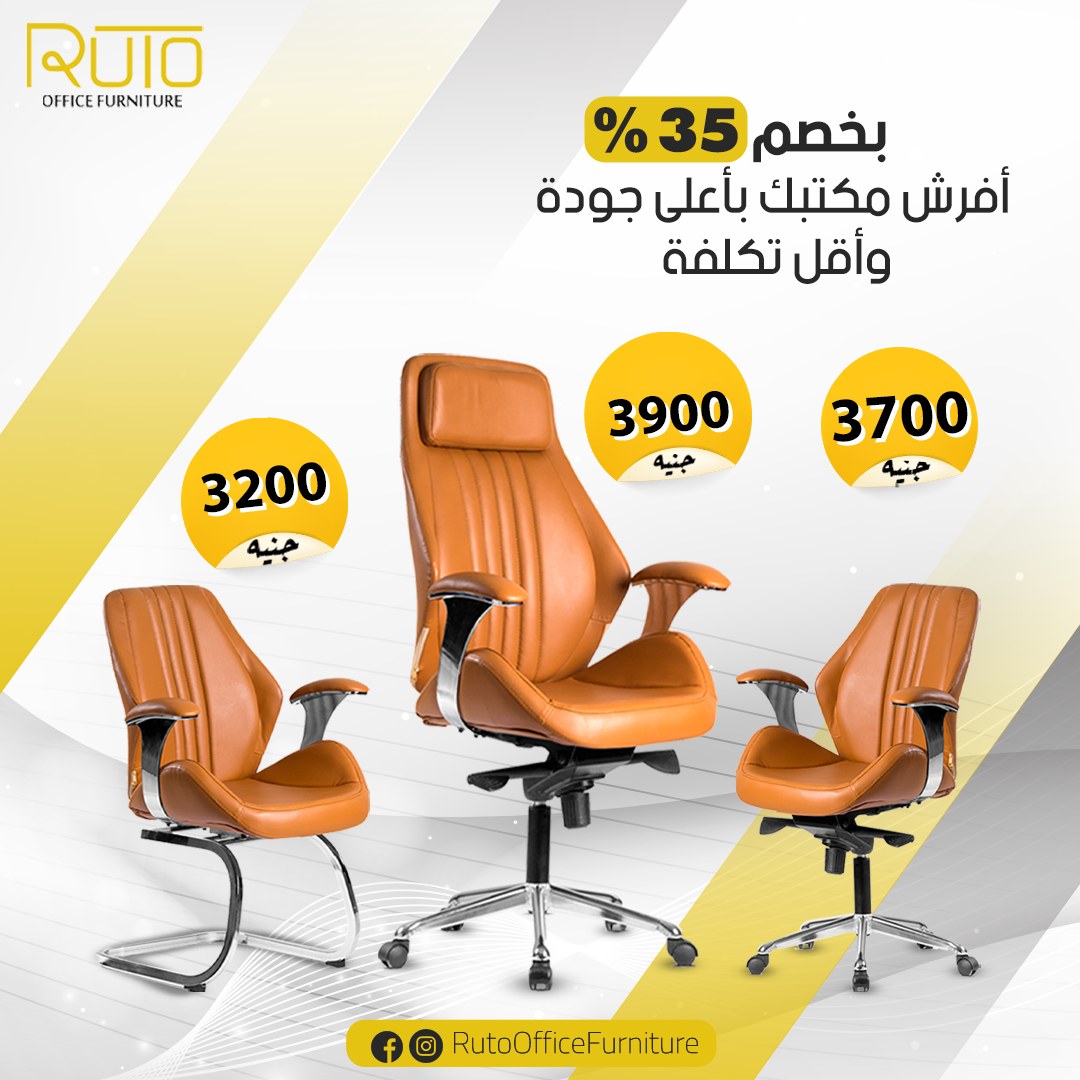 RUTO
OFFICE FURNITURE
بخصم 35 %
أفرش مكتبك بأعلى جودة
وأقل تكلفة
3900
جنيه
3700
جنيه
3200
جنيه
RutoOfficeFurniture